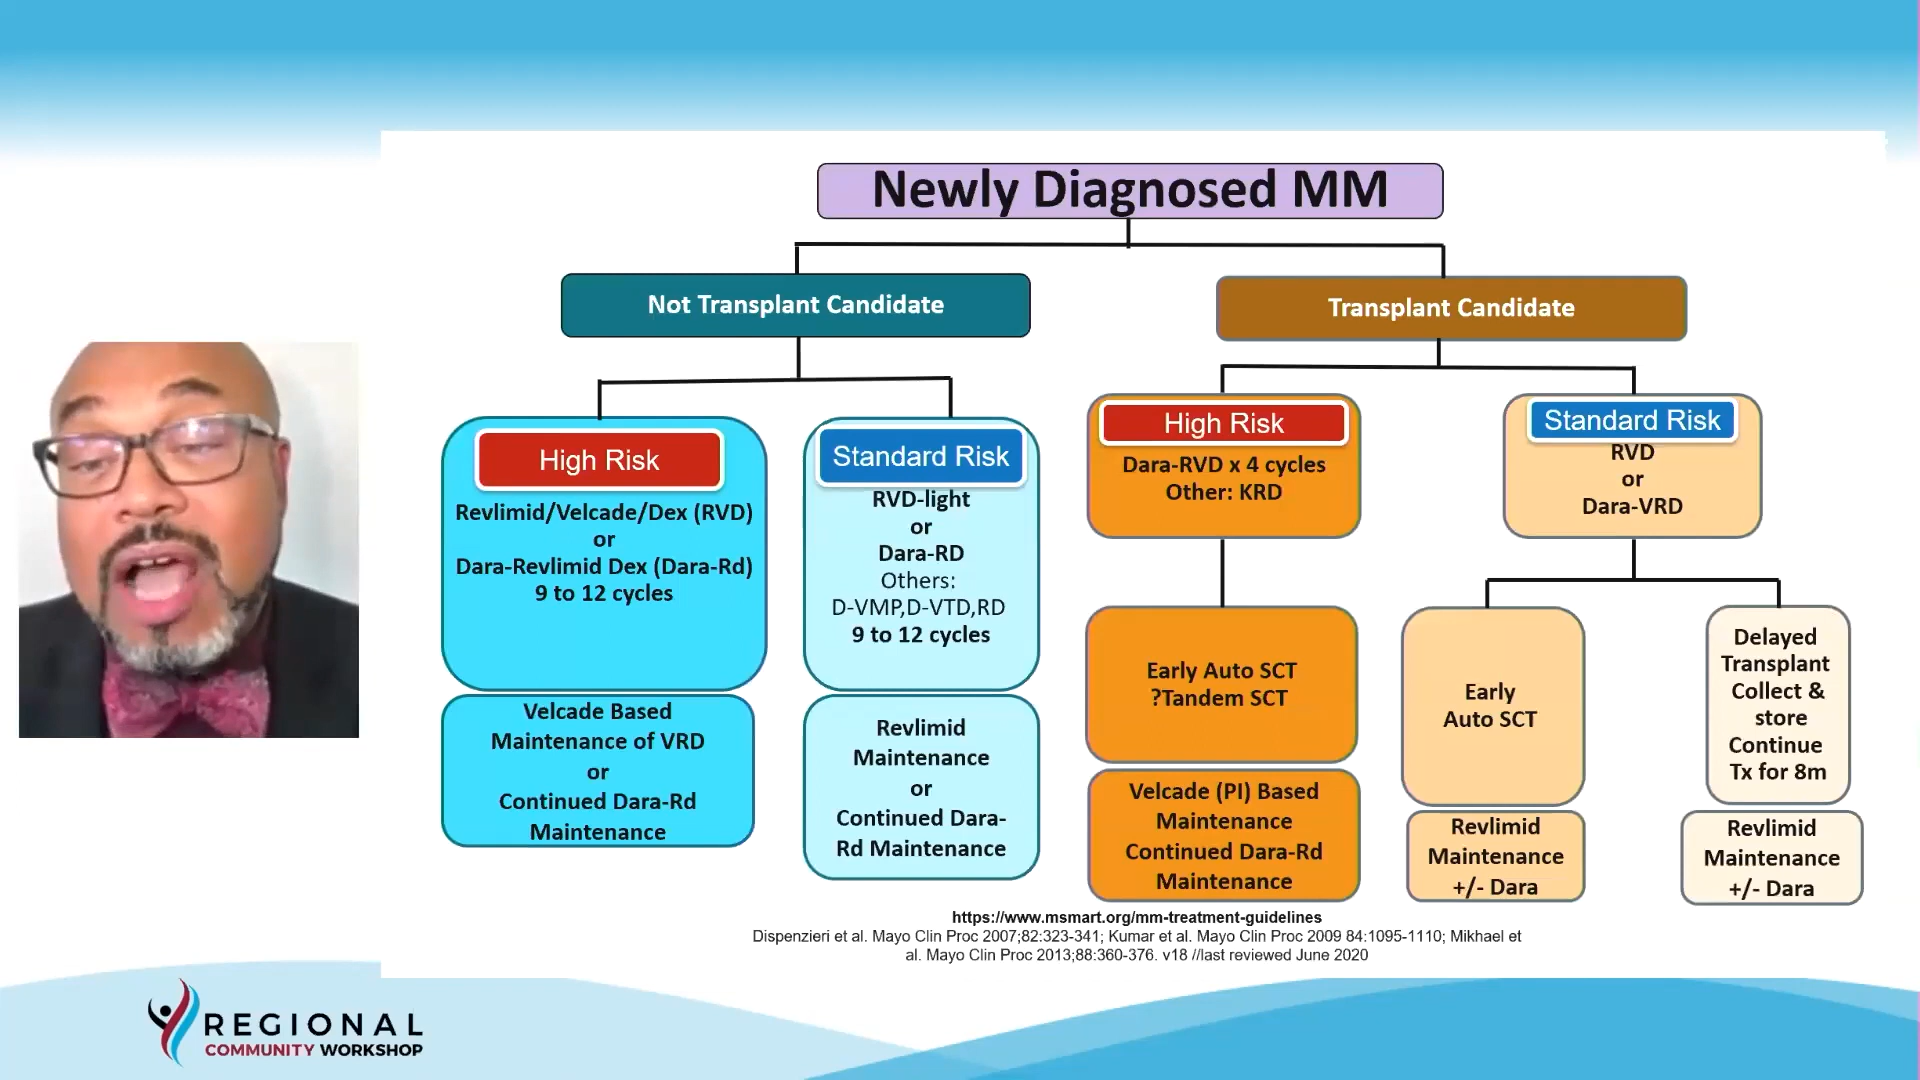 Newly Diagnosed MM
Not Transplant Candidate
Transplant Candidate
High Risk
Revlimid/Velcade/Dex (RVD)
or
Dara-Revlimid Dex (Dara-Rd)
9 to 12 cycles
Velcade Based
Maintenance of VRD
or
Continued Dara-Rd
Maintenance
Standard Risk
RVD-light
or
Dara-RD
Others:
D-VMP,D-VTD,RD
9 to 12 cycles
Revlimid
Maintenance
or
Continued Dara-
Rd Maintenance
High Risk
Dara-RVD x 4 cycles
Other: KRD
Early Auto SCT
?Tandem SCT
Velcade (PI) Based
Maintenance
Continued Dara-Rd
Maintenance
Standard Risk
RVD
or
Dara-VRD
Early
Auto SCT
Revlimid
Maintenance
+/- Dara
Delayed
Transplant
Collect &
store
Continue
Tx for 8m
Revlimid
Maintenance
+/- Dara
https://www.msmart.org/mm-treatment-guidelines
Dispenzieri et al. Mayo Clin Proc 2007;82:323-341; Kumar et al. Mayo Clin Proc 2009 84:1095-1110; Mikhael et
al. Mayo Clin Proc 2013;88:360-376. v18 //last reviewed June 2020
REGIONAL
COMMUNITY WORKSHOP